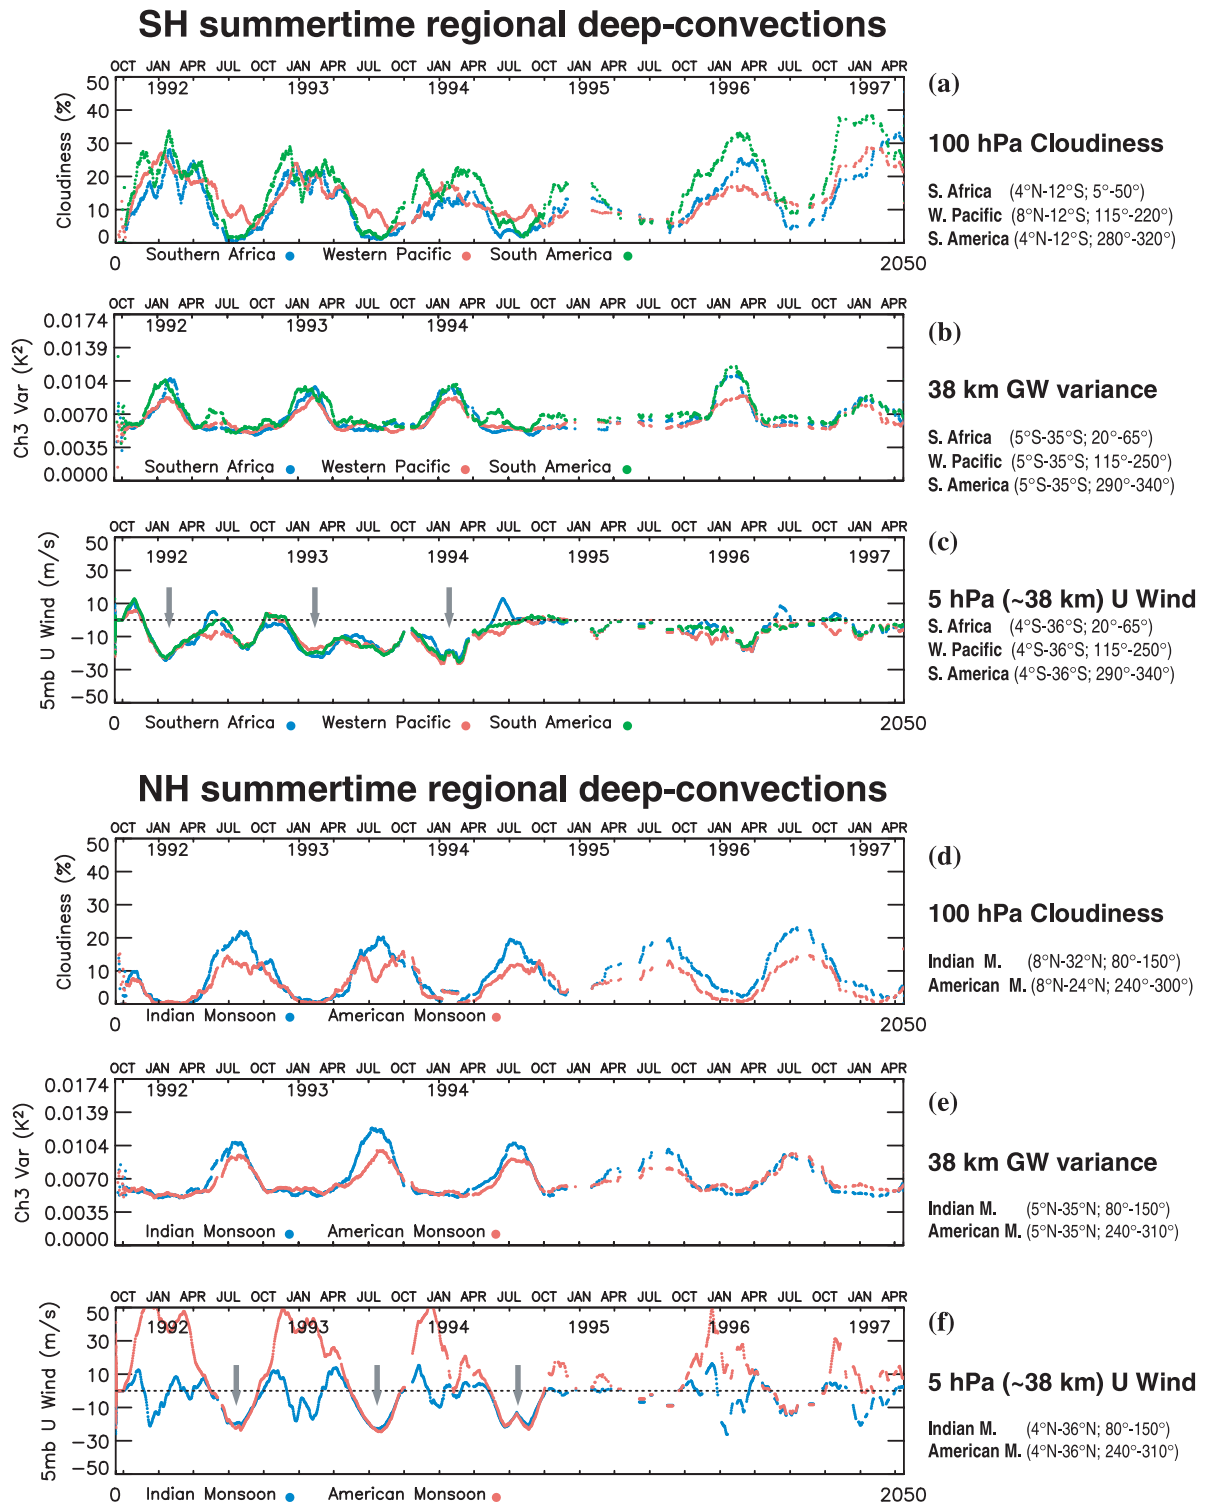 SH summertime regional deep-convections
OCT JAN APR JUL OCT JAN APR JUL OCT JAN APR JUL OCT JAN APR JUL OCT JAN APR JUL OCT JAN APR
1992 1993 1994 1995 1996 1997
50
40
30
20
10
0
Cloudiness (%)
Southern Africa Western Pacific South America
0 2050
(a)
100 hPa Cloudiness
S. Africa (4°N-12°S; 5°-50°)
W. Pacific (8°N-12°S; 115°-220°)
S. America (4°N-12°S; 280°-320°)
OCT JAN APR JUL OCT JAN APR JUL OCT JAN APR JUL OCT JAN APR JUL OCT JAN APR JUL OCT JAN APR
1992 1993 1994
0.0174
0.0139
0.0104
0.0070
0.0035
0.0000
Ch3 Var (K²)
Southern Africa Western Pacific South America
(b)
38 km GW variance
S. Africa (5°S-35°S; 20°-65°)
W. Pacific (5°S-35°S; 115°-250°)
S. America (5°S-35°S; 290°-340°)
OCT JAN APR JUL OCT JAN APR JUL OCT JAN APR JUL OCT JAN APR JUL OCT JAN APR JUL OCT JAN APR
1992 1993 1994 1995 1996 1997
50
30
10
−10
−30
−50
5mb U Wind (m/s)
0 2050
Southern Africa Western Pacific South America
(c)
5 hPa (~38 km) U Wind
S. Africa (4°S-36°S; 20°-65°)
W. Pacific (4°S-36°S; 115°-250°)
S. America (4°S-36°S; 290°-340°)
NH summertime regional deep-convections
OCT JAN APR JUL OCT JAN APR JUL OCT JAN APR JUL OCT JAN APR JUL OCT JAN APR JUL OCT JAN APR
1992 1993 1994 1995 1996 1997
50
40
30
20
10
0
Cloudiness (%)
Indian Monsoon American Monsoon
0 2050
(d)
100 hPa Cloudiness
Indian M. (8°N-32°N; 80°-150°)
American M. (8°N-24°N; 240°-300°)
OCT JAN APR JUL OCT JAN APR JUL OCT JAN APR JUL OCT JAN APR JUL OCT JAN APR JUL OCT JAN APR
1992 1993 1994
0.0174
0.0139
0.0104
0.0070
0.0035
0.0000
Ch3 Var (K²)
Indian Monsoon American Monsoon
(e)
38 km GW variance
Indian M. (5°N-35°N; 80°-150°)
American M. (5°N-35°N; 240°-310°)
OCT JAN APR JUL OCT JAN APR JUL OCT JAN APR JUL OCT JAN APR JUL OCT JAN APR JUL OCT JAN APR
1992 1993 1994 1995 1996 1997
50
30
10
−10
−30
−50
5mb U Wind (m/s)
0 2050
Indian Monsoon American Monsoon
(f)
5 hPa (~38 km) U Wind
Indian M. (4°N-36°N; 80°-150°)
American M. (4°N-36°N; 240°-310°)